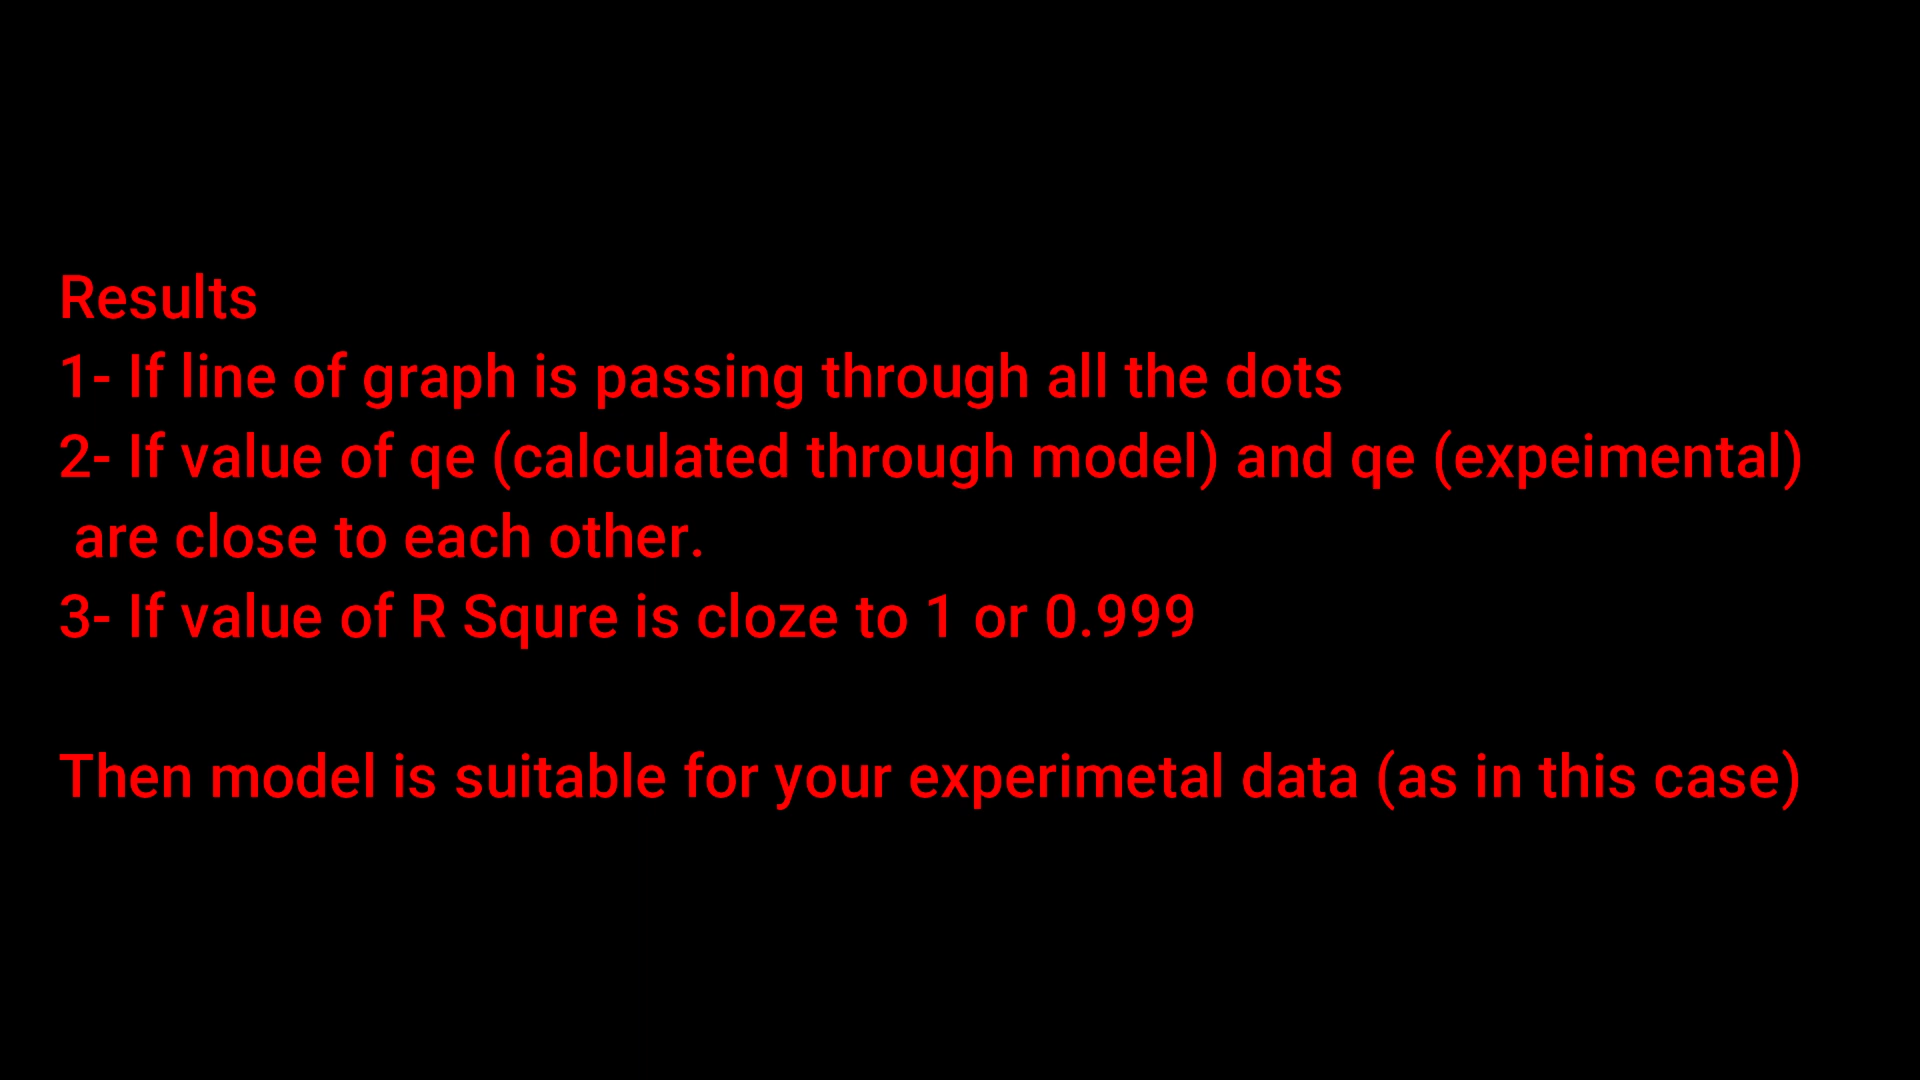 Results
1- If line of graph is passing through all the dots
2- If value of qe (calculated through model) and qe (expeimental)
are close to each other.
3- If value of R Squre is cloze to 1 or 0.999
Then model is suitable for your experimetal data (as in this case)